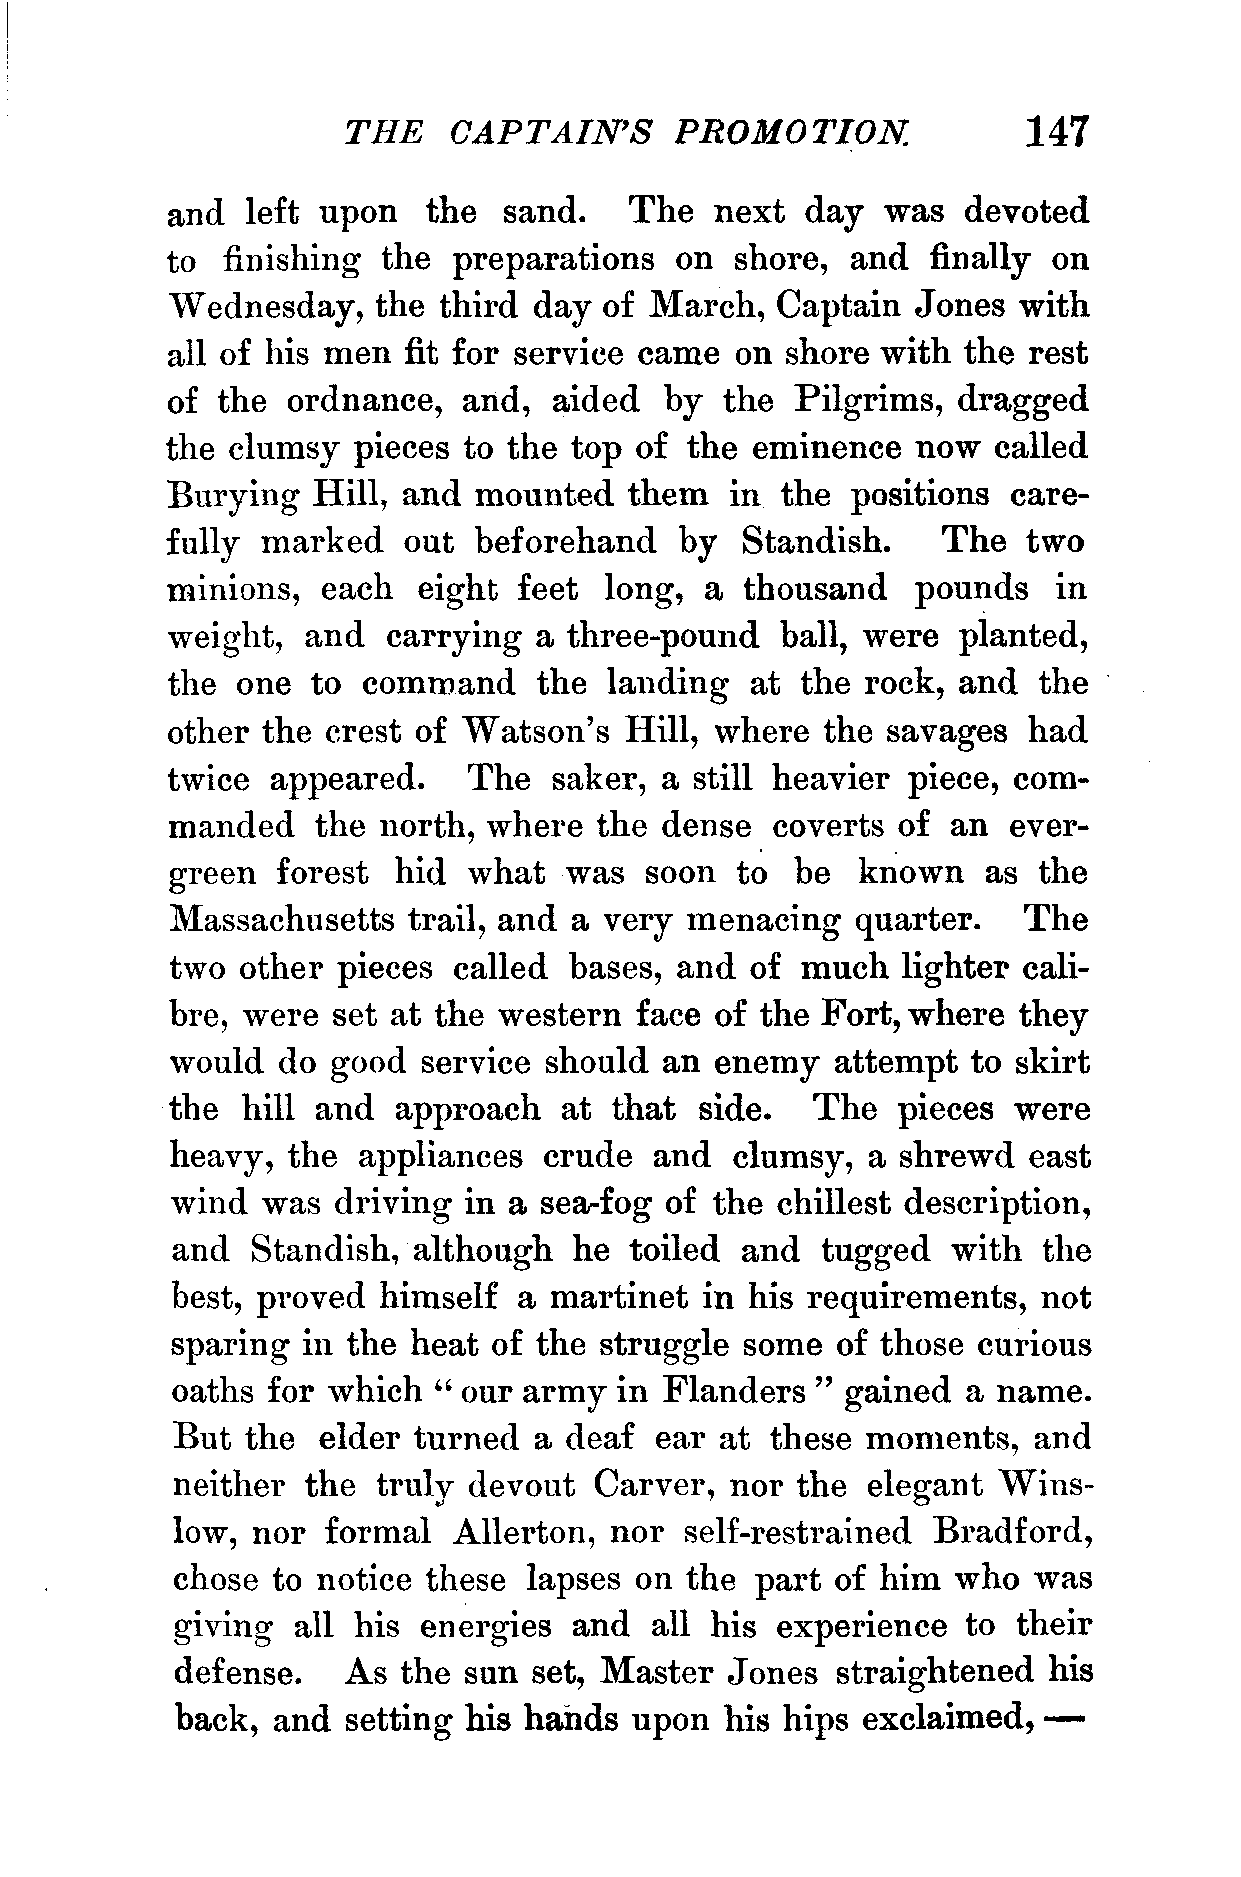 THE CAPTAIN'S PROMOTION. 147
and left upon the sand. The next day was devoted
to finishing the preparations on shore, and finally on
Wednesday, the third day of March, Captain Jones with
all of his men fit for service came on shore with the rest
of the ordnance, and, aided by the Pilgrims, dragged
the clumsy pieces to the top of the eminence now called
Burying Hill, and mounted them in the positions care-
fully marked out beforehand by Standish. The two
minions, each eight feet long, a thousand pounds in
weight, and carrying a three-pound ball, were planted,
the one to command the landing at the rock, and the
other the crest of Watson's Hill, where the savages had
twice appeared. The saker, a still heavier piece, com-
manded the north, where the dense coverts of an ever-
green forest hid what was soon to be known as the
Massachusetts trail, and a very menacing quarter. The
two other pieces called bases, and of much lighter cali-
bre, were set at the western face of the Fort, where they
would do good service should an enemy attempt to skirt
the hill and approach at that side. The pieces were
heavy, the appliances crude and clumsy, a shrewd east
wind was driving in a sea-fog of the chillest description,
and Standish, although he toiled and tugged with the
best, proved himself a martinet in his requirements, not
sparing in the heat of the struggle some of those curious
oaths for which “ our army in Flanders ” gained a name.
But the elder turned a deaf ear at these moments, and
neither the truly devout Carver, nor the elegant Wins-
low, nor formal Allerton, nor self-restrained Bradford,
chose to notice these lapses on the part of him who was
giving all his energies and all his experience to their
defense. As the sun set, Master Jones straightened his
back, and setting his hands upon his hips exclaimed, —